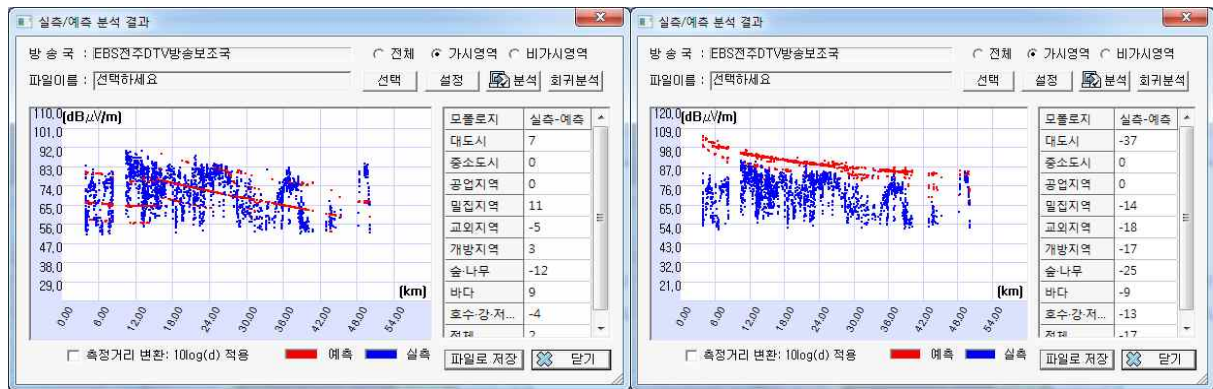 실측/예측 분석 결과
방 송 국 : EBS전주DTV방송보조국 전체 가시영역 비가시영역
파일이름 : [선택하세요 선택 설정 분석 회귀분석
110,0 (dBμV/m)
101,0
92,0
83,0
74,0
65,0
56,0
47,0
38,0
29,0
(km)
0.00 6.00 12.00 18.00 24.00 30.00 36.00 42.00 48.00 54.00
모폴로지 실측-예측
대도시 7
중소도시 0
공업지역 0
밀집지역 11
교외지역 -5
개방지역 3
숲·나무 -12
바다 9
호수·강·저... -4
전체 2
측정거리 변환: 10log(d) 적용 예측 실측 파일로 저장 닫기
실측/예측 분석 결과
방 송 국 : EBS전주DTV방송보조국 전체 가시영역 비가시영역
파일이름 : [선택하세요 선택 설정 분석 회귀분석
120,0 (dBμV/m)
109,0
98,0
87,0
76,0
65,0
54,0
43,0
32,0
21,0
(km)
0.00 6.00 12.00 18.00 24.00 30.00 36.00 42.00 48.00 54.00
모폴로지 실측-예측
대도시 -37
중소도시 0
공업지역 0
밀집지역 -14
교외지역 -18
개방지역 -17
숲·나무 -25
바다 -9
호수·강·저... -13
전체 -17
측정거리 변환: 10log(d) 적용 예측 실측 파일로 저장 닫기